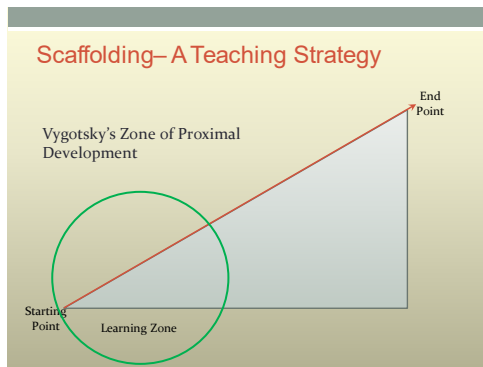 Scaffolding– A Teaching Strategy
End
Point
Vygotsky's Zone of Proximal
Development
Starting
Point
Learning Zone